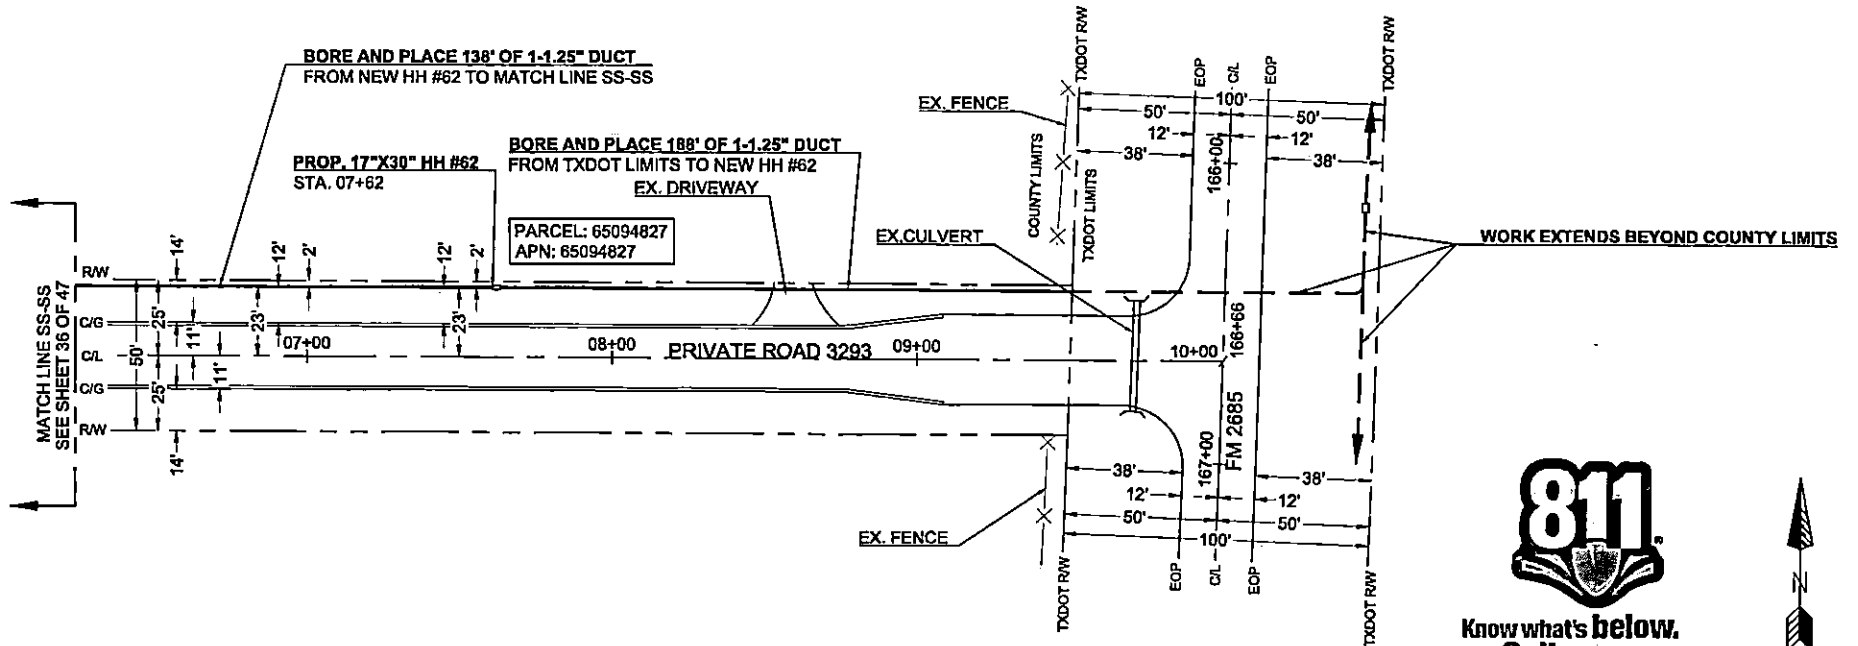 BORE AND PLACE 138' OF 1-1.25" DUCT
FROM NEW HH #62 TO MATCH LINE SS-SS
PROP. 17"X30" HH #62
STA. 07+62
BORE AND PLACE 188' OF 1-1.25" DUCT
FROM TXDOT LIMITS TO NEW HH #62
EX. DRIVEWAY
PARCEL: 65094827
APN: 65094827
EX. FENCE
EX.CULVERT
COUNTY LIMITS
TXDOT LIMITS
TXDOT R/W
EOP
C/L
EOP
TXDOT R/W
100'
50'
50'
12'
12'
38'
38'
166+00
WORK EXTENDS BEYOND COUNTY LIMITS
MATCH LINE SS-SS
SEE SHEET 36 OF 47
R/W
C/G
C/L
C/G
R/W
14'
12'
2'
12'
2'
50'
25'
25'
11'
11'
23'
23'
14'
07+00
08+00
PRIVATE ROAD 3293
09+00
10+00
166+66
FM 2685
167+00
38'
38'
12'
12'
50'
50'
100'
EX. FENCE
TXDOT R/W
EOP
C/L
EOP
TXDOT R/W
811
®
Know what's below.
N